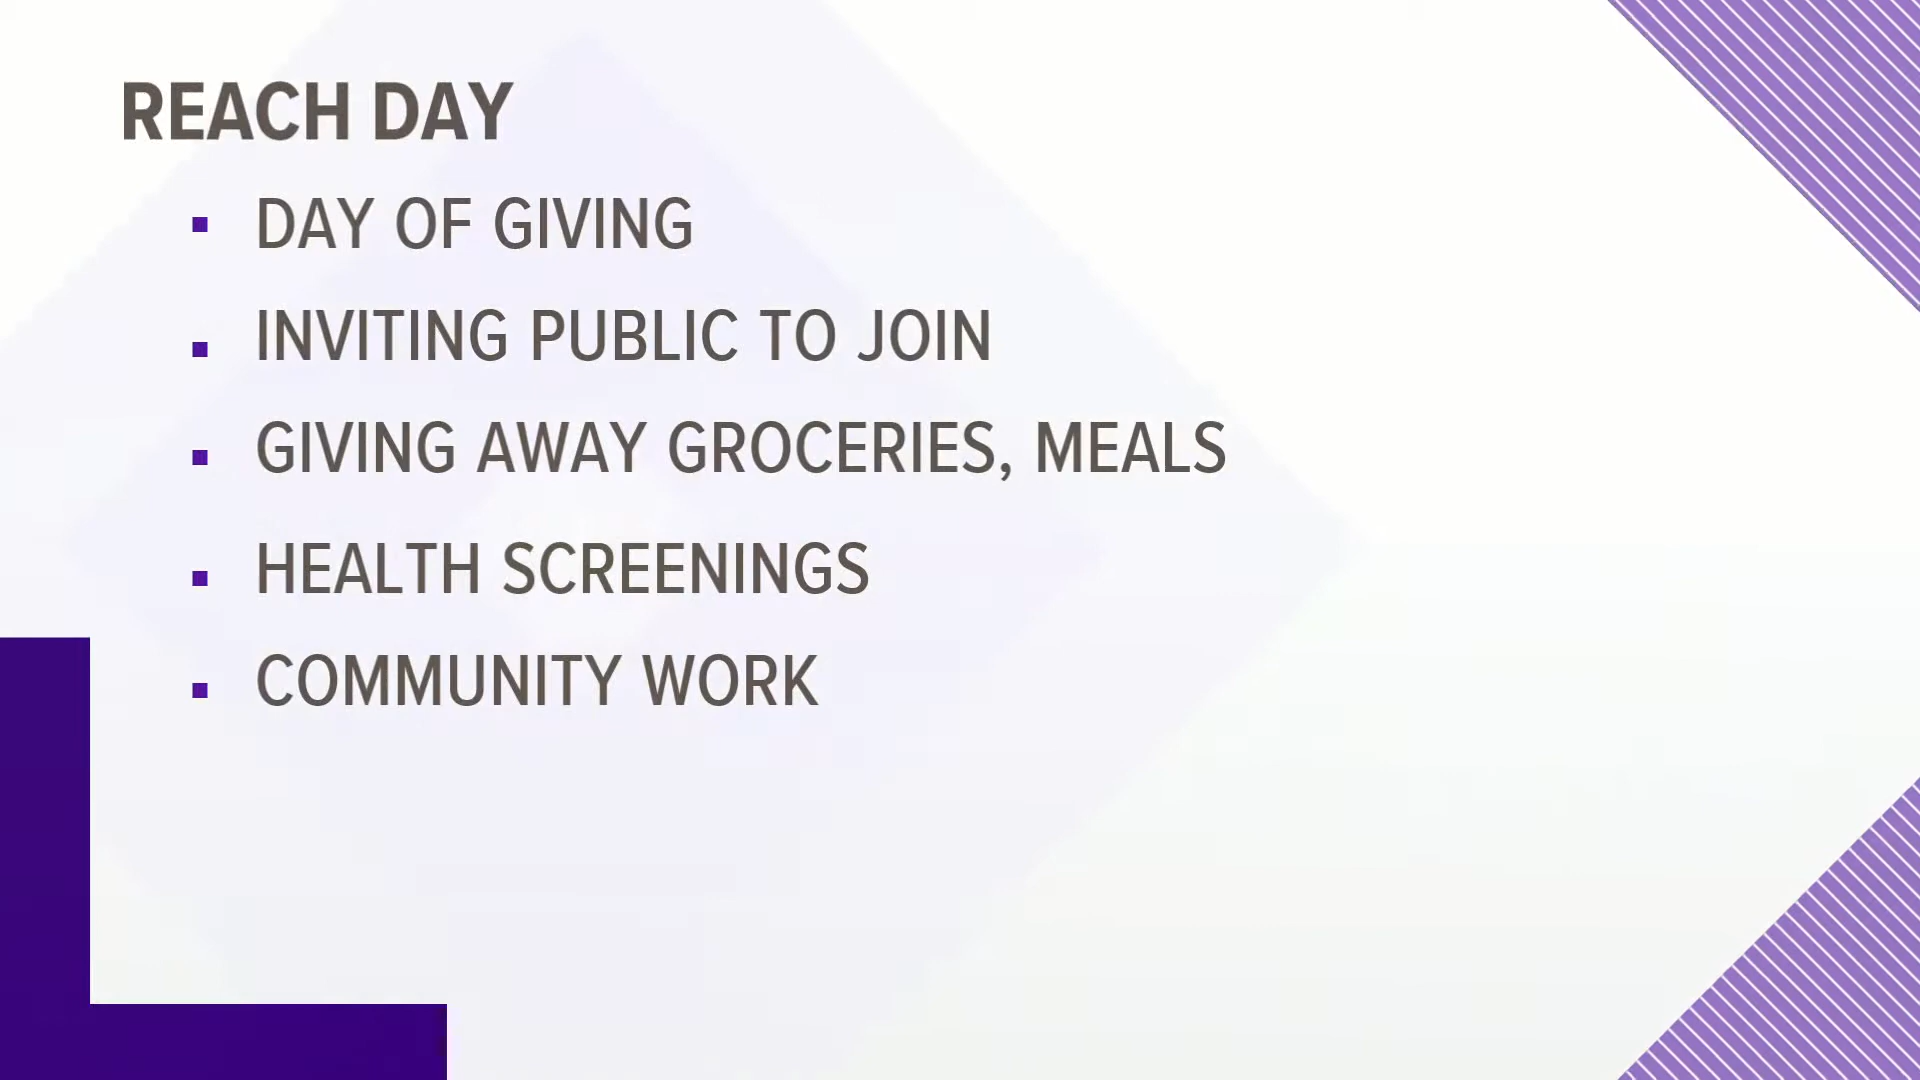 REACH DAY
DAY OF GIVING
INVITING PUBLIC TO JOIN
GIVING AWAY GROCERIES, MEALS
HEALTH SCREENINGS
COMMUNITY WORK